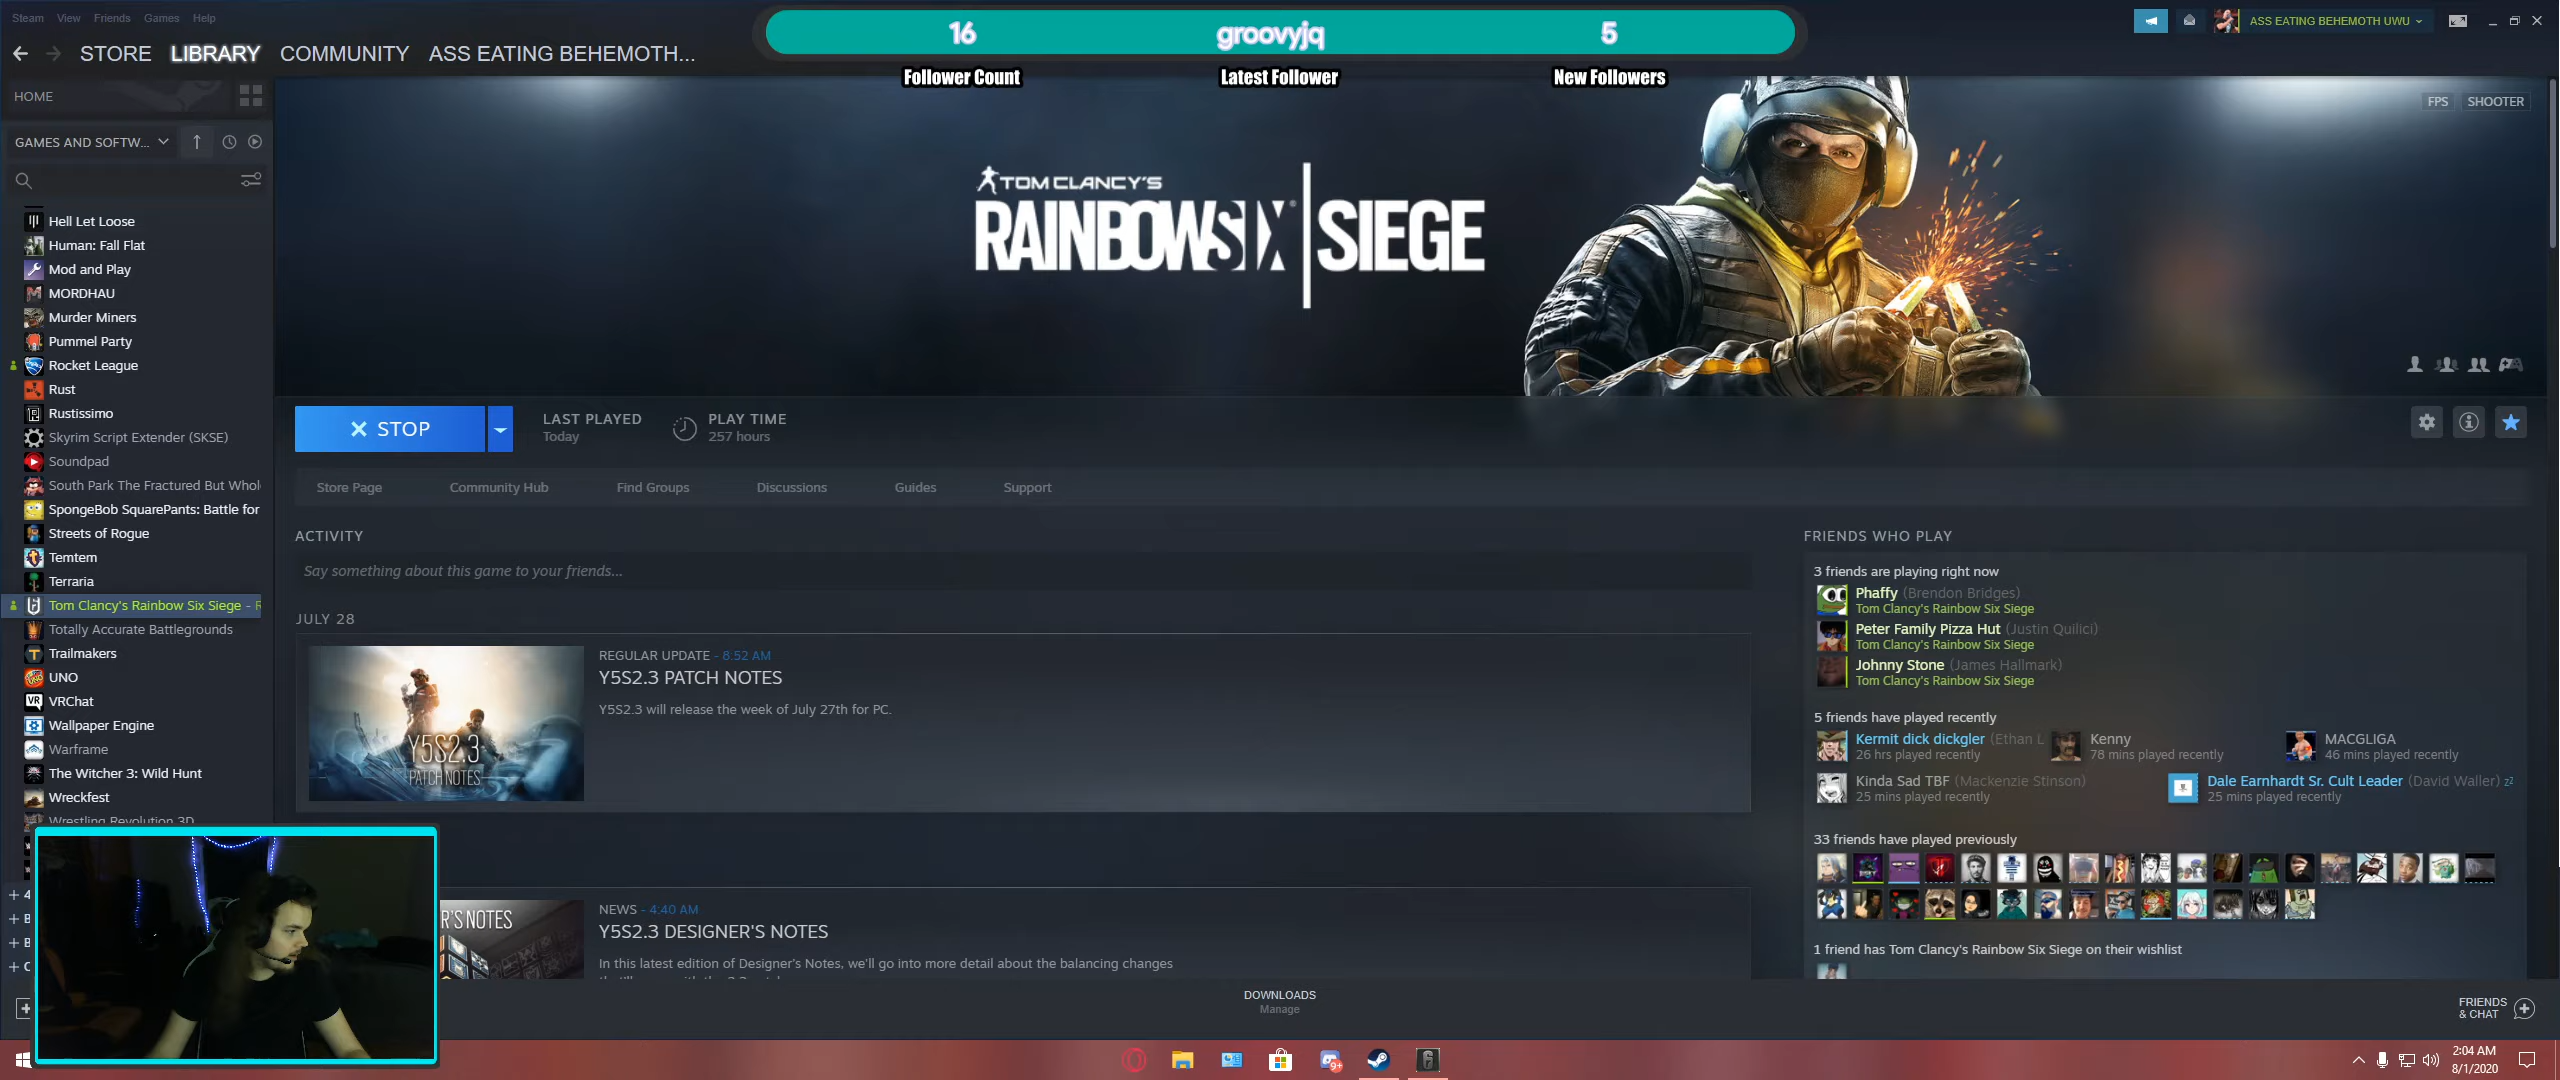 Steam View Friends Games Help
16
groovyjq
5
Follower Count
Latest Follower
New Followers
ASS EATING BEHEMOTH UWU
STORE LIBRARY COMMUNITY ASS EATING BEHEMOTH...
HOME
GAMES AND SOFTW...
Hell Let Loose
Human: Fall Flat
Mod and Play
MORDHAU
Murder Miners
Pummel Party
Rocket League
Rust
Rustissimo
Skyrim Script Extender (SKSE)
Soundpad
South Park The Fractured But Whol
SpongeBob SquarePants: Battle for
Streets of Rogue
Temtem
Terraria
Tom Clancy's Rainbow Six Siege - R
Totally Accurate Battlegrounds
Trailmakers
UNO
VRChat
Wallpaper Engine
Warframe
The Witcher 3: Wild Hunt
Wreckfest
Wrestling Revolution 3D
FPS SHOOTER
TOM CLANCY'S
RAINBOW SIX SIEGE
STOP
LAST PLAYED
Today
PLAY TIME
257 hours
Store Page Community Hub Find Groups Discussions Guides Support
ACTIVITY
Say something about this game to your friends...
JULY 28
Y5S2.3
PATCH NOTES
REGULAR UPDATE - 8:52 AM
Y5S2.3 PATCH NOTES
Y5S2.3 will release the week of July 27th for PC.
R'S NOTES
NEWS - 4:40 AM
Y5S2.3 DESIGNER'S NOTES
In this latest edition of Designer's Notes, we'll go into more detail about the balancing changes
FRIENDS WHO PLAY
3 friends are playing right now
Phaffy (Brendon Bridges)
Tom Clancy's Rainbow Six Siege
Peter Family Pizza Hut (Justin Quilici)
Tom Clancy's Rainbow Six Siege
Johnny Stone (James Hallmark)
Tom Clancy's Rainbow Six Siege
5 friends have played recently
Kermit dick dickgler (Ethan L
26 hrs played recently
Kenny
78 mins played recently
MACGLIGA
46 mins played recently
Kinda Sad TBF (Mackenzie Stinson)
25 mins played recently
Dale Earnhardt Sr. Cult Leader (David Waller)
25 mins played recently
33 friends have played previously
1 friend has Tom Clancy's Rainbow Six Siege on their wishlist
DOWNLOADS
Manage
FRIENDS
& CHAT
9+
2:04 AM
8/1/2020